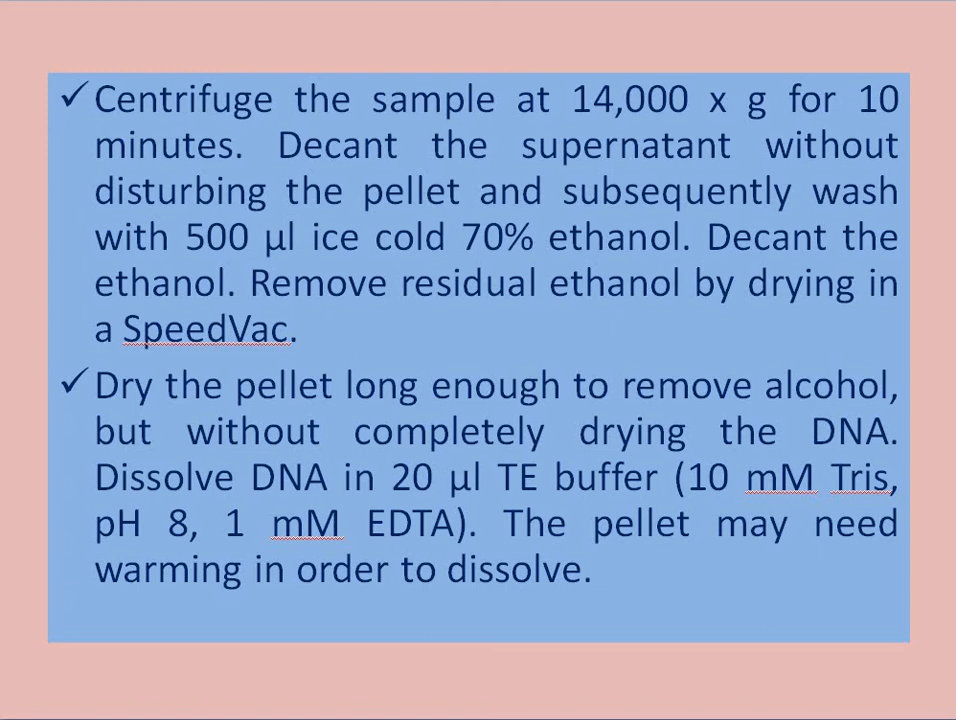 ✓Centrifuge the sample at 14,000 x g for 10
minutes. Decant the supernatant without
disturbing the pellet and subsequently wash
with 500 µl ice cold 70% ethanol. Decant the
ethanol. Remove residual ethanol by drying in
a SpeedVac.
✓Dry the pellet long enough to remove alcohol,
but without completely drying the DNA.
Dissolve DNA in 20 µl TE buffer (10 mM Tris,
pH 8, 1 mM EDTA). The pellet may need
warming in order to dissolve.